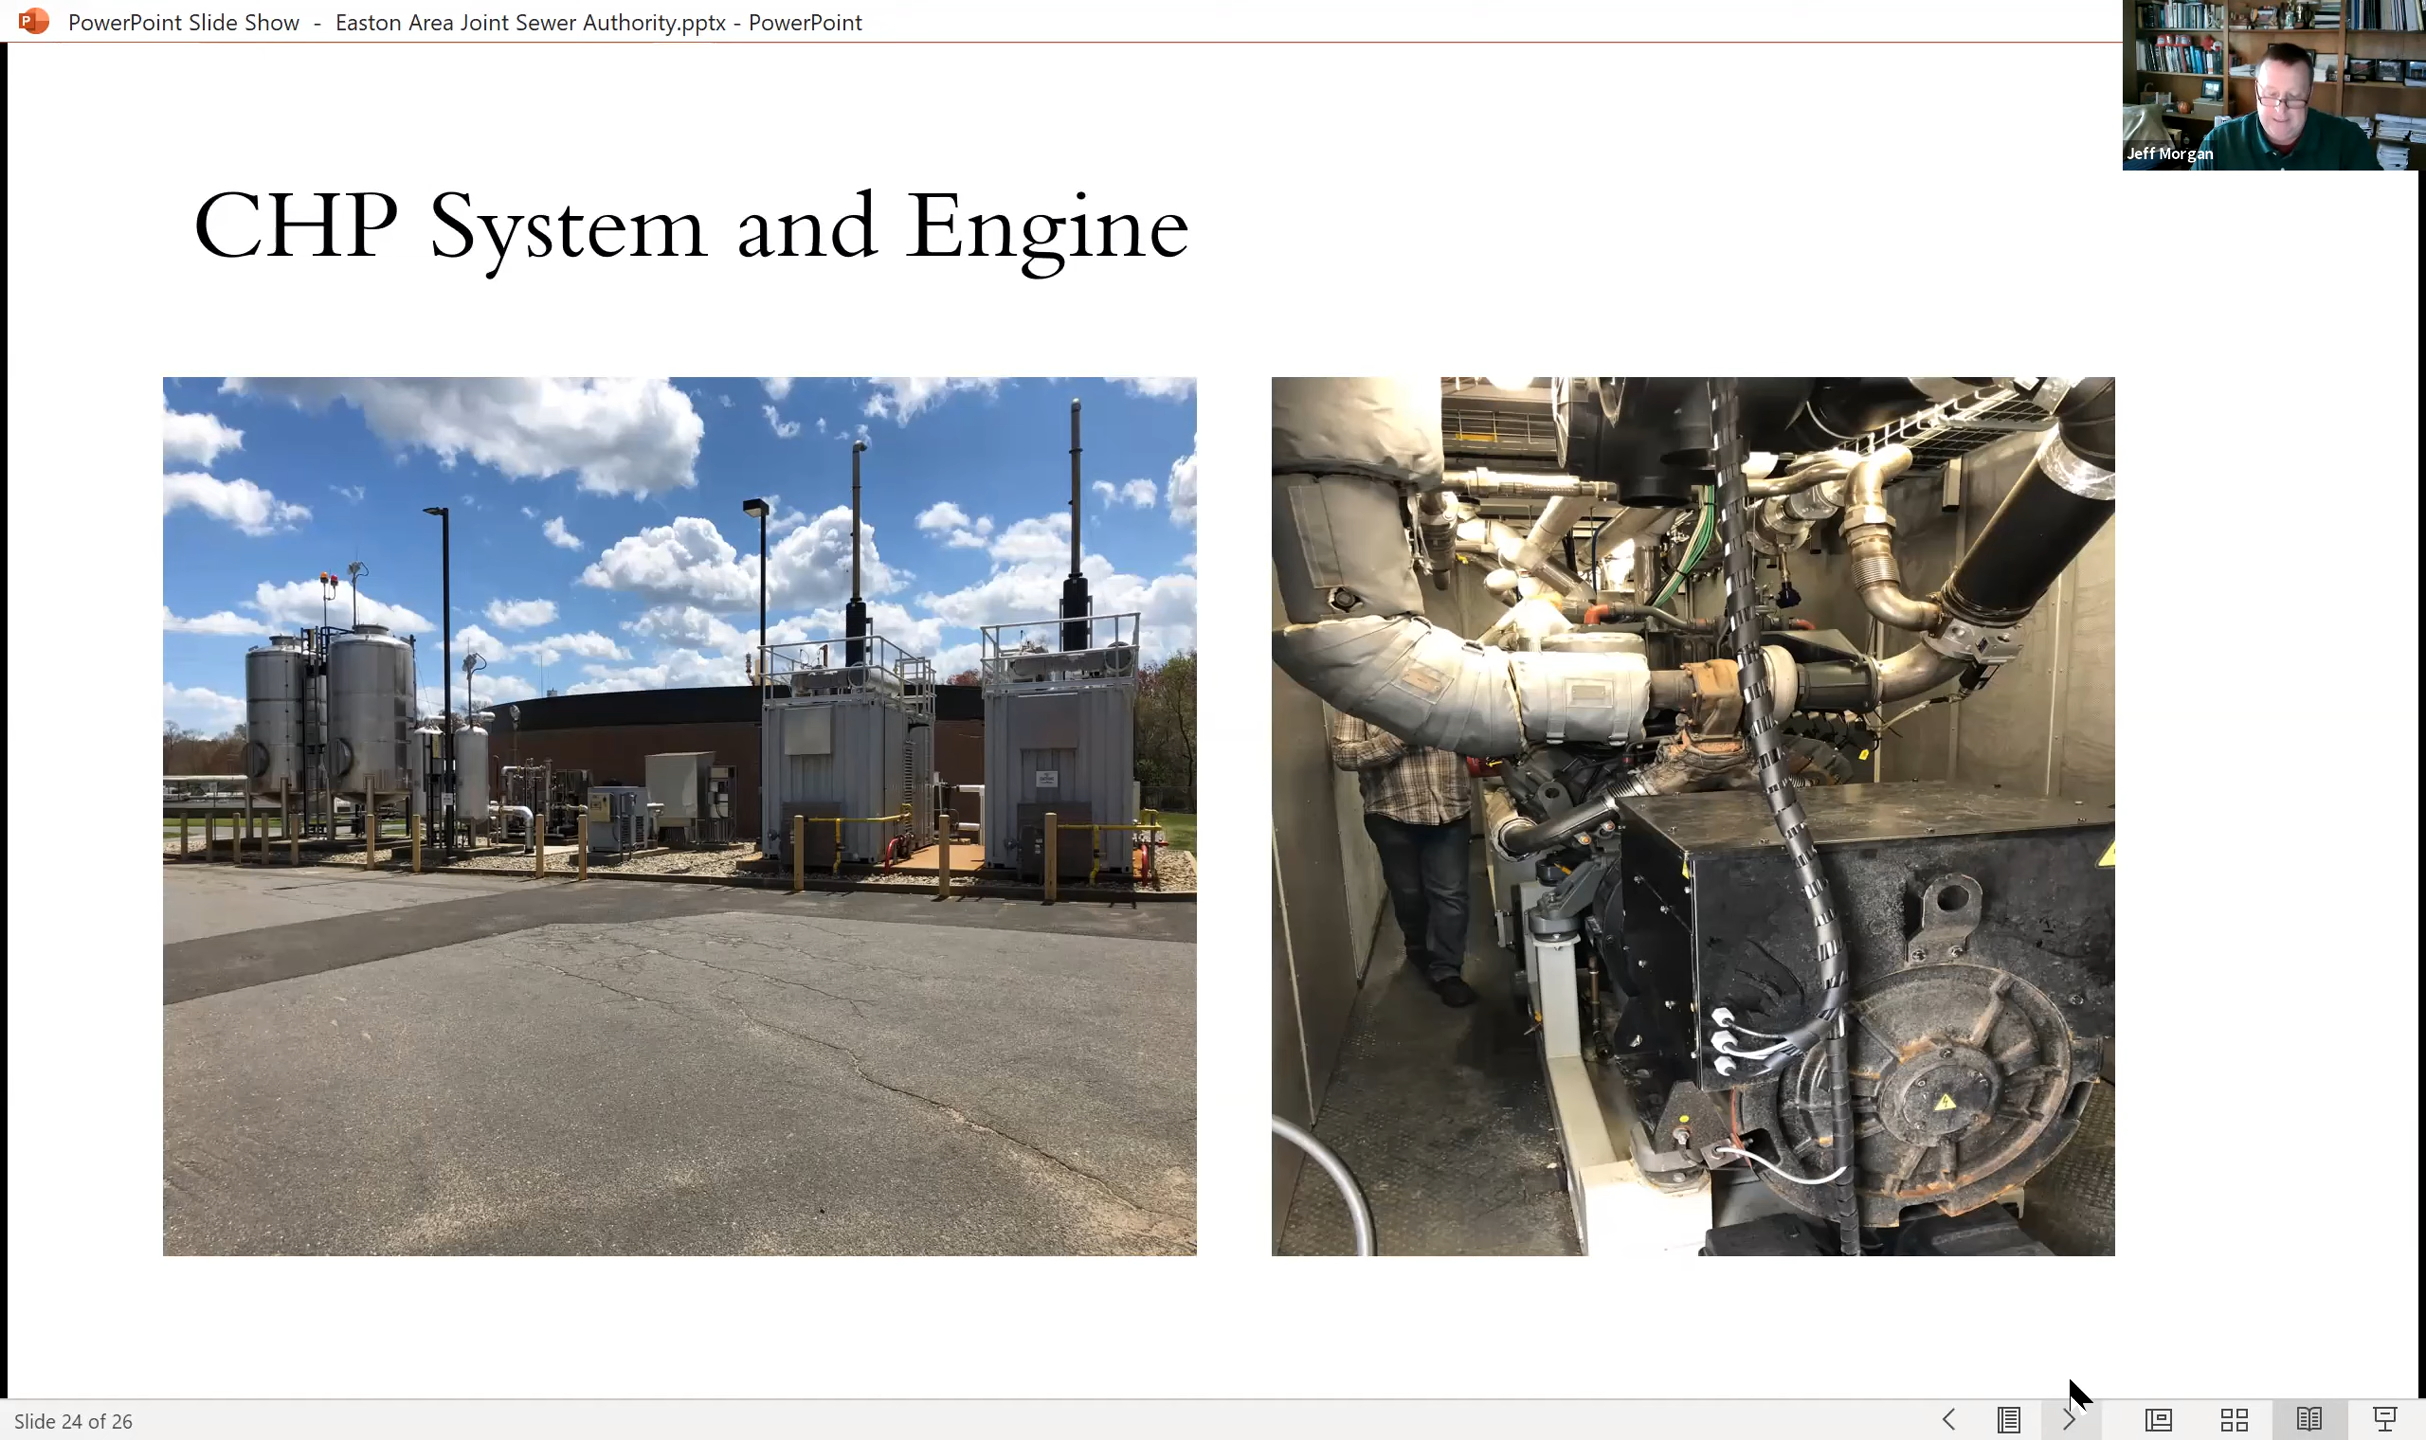 PowerPoint Slide Show - Easton Area Joint Sewer Authority.pptx - PowerPoint
Jeff Morgan
CHP System and Engine
Slide 24 of 26